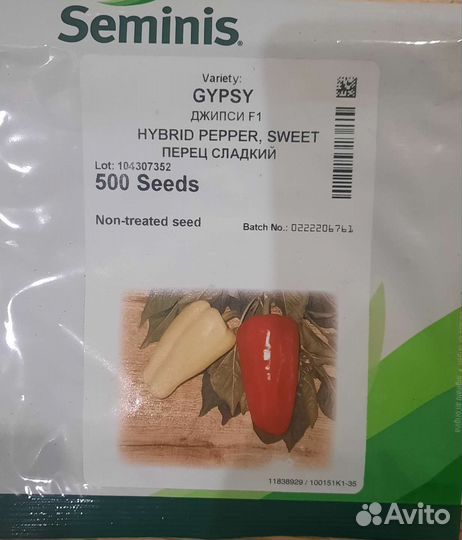 Seminis®
Variety:
GYPSY
ДЖИПСИ F1
HYBRID PEPPER, SWEET
ПЕРЕЦ СЛАДКИЙ
Lot: 104307352
500 Seeds
Non-treated seed
Batch No.: 0222206761
11838929 / 100151K1-35
Avito